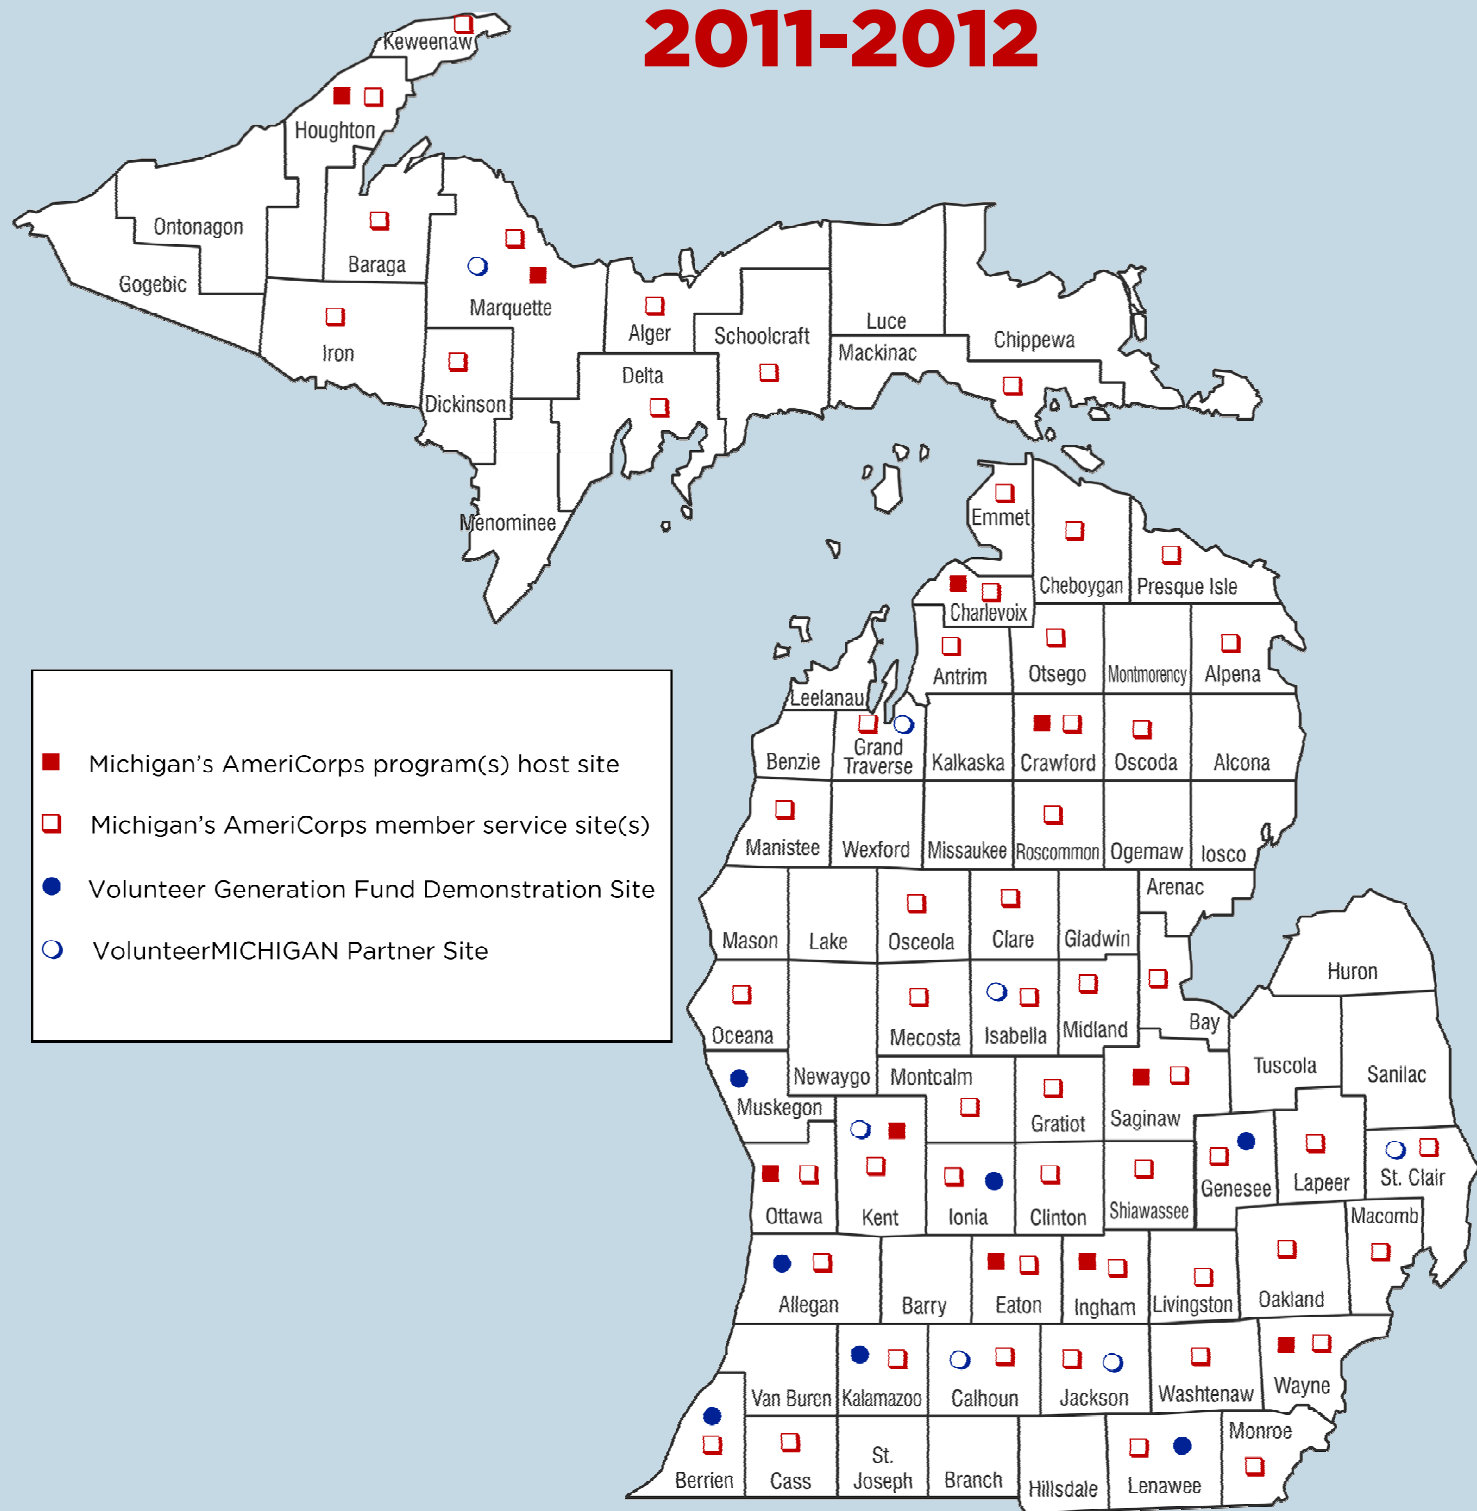 2011-2012
Keweenaw
Houghton
Ontonagon
Baraga
Gogebic
Marquette
Iron
Alger
Schoolcraft
Luce
Chippewa
Mackinac
Delta
Dickinson
Menominee
Emmet
Cheboygan
Presque Isle
Charlevoix
Antrim
Otsego
Montmorency
Alpena
Leelanau
Benzie
Grand
Traverse
Kalkaska
Crawford
Oscoda
Alcona
Michigan's AmeriCorps program(s) host site
Michigan's AmeriCorps member service site(s)
Volunteer Generation Fund Demonstration Site
VolunteerMICHIGAN Partner Site
Manistee
Wexford
Missaukee
Roscommon
Ogemaw
Iosco
Arenac
Mason
Lake
Osceola
Clare
Gladwin
Huron
Oceana
Mecosta
Isabella
Midland
Bay
Newaygo
Montcalm
Tuscola
Sanilac
Muskegon
Gratiot
Saginaw
Ottawa
Kent
Ionia
Clinton
Shiawassee
Genesee
Lapeer
St. Clair
Macomb
Allegan
Barry
Eaton
Ingham
Livingston
Oakland
Van Buren
Kalamazoo
Calhoun
Jackson
Washtenaw
Wayne
Monroe
Berrien
Cass
St.
Joseph
Branch
Hillsdale
Lenawee